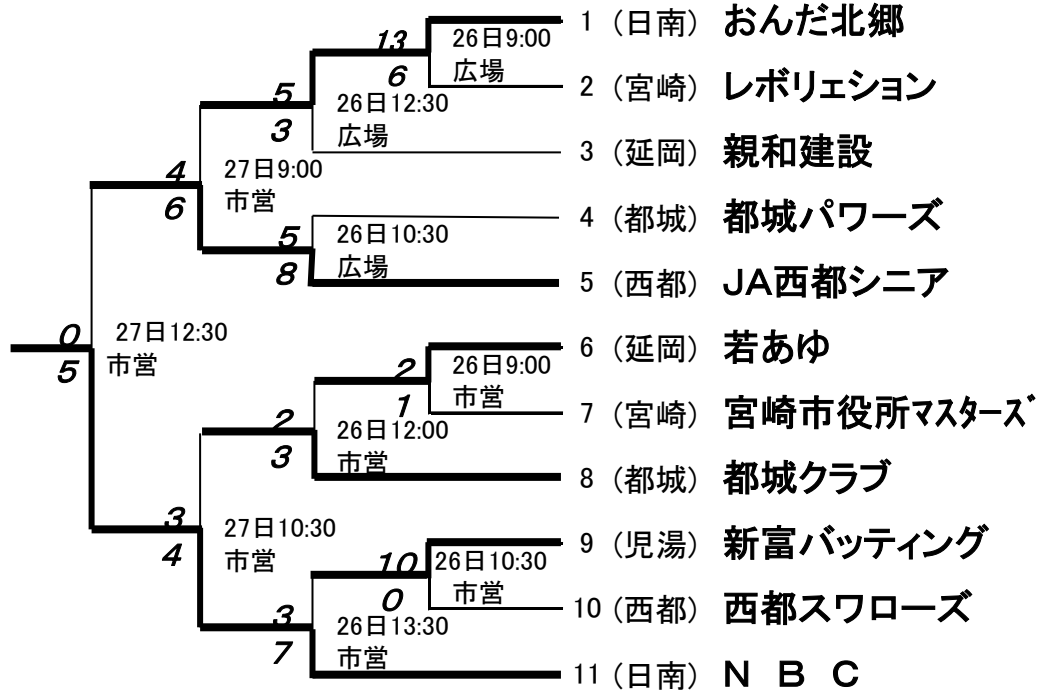 1 (日南) おんだ北郷
13
26日9:00
6
広場
2 (宮崎) レボリェション
5
26日12:30
3
広場
3 (延岡) 親和建設
4
27日9:00
6
市営
4 (都城) 都城パワーズ
5
26日10:30
8
広場
5 (西都) JA西都シニア
0
27日12:30
5
市営
6 (延岡) 若あゆ
2
26日9:00
1
市営
7 (宮崎) 宮崎市役所マスターズ
2
26日12:00
3
市営
8 (都城) 都城クラブ
3
27日10:30
4
市営
9 (児湯) 新富バッティング
10
26日10:30
0
市営
10 (西都) 西都スワローズ
3
26日13:30
7
市営
11 (日南) N B C